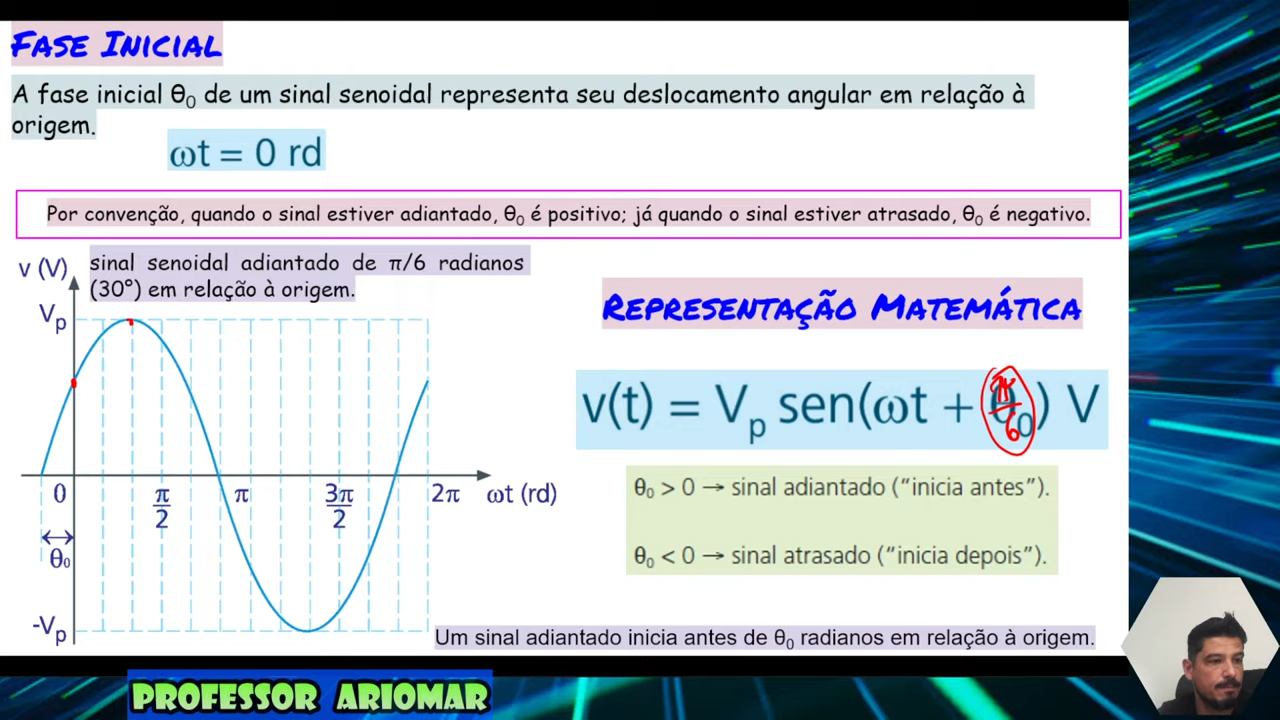 FASE INICIAL
A fase inicial θ₀ de um sinal senoidal representa seu deslocamento angular em relação à
origem.
ωt = 0 rd
Por convenção, quando o sinal estiver adiantado, θ₀ é positivo; já quando o sinal estiver atrasado, θ₀ é negativo.
v (V)
sinal senoidal adiantado de π/6 radianos
(30°) em relação à origem.
Vp
REPRESENTAÇÃO MATEMÁTICA
v(t) = Vp sen(ωt + θ₀) V
π/6
0 π/2 π 3π/2 2π ωt (rd)
θ₀
-Vp
θ₀ > 0 → sinal adiantado (“inicia antes”).
θ₀ < 0 → sinal atrasado (“inicia depois”).
Um sinal adiantado inicia antes de θ₀ radianos em relação à origem.
PROFESSOR ARIOMAR